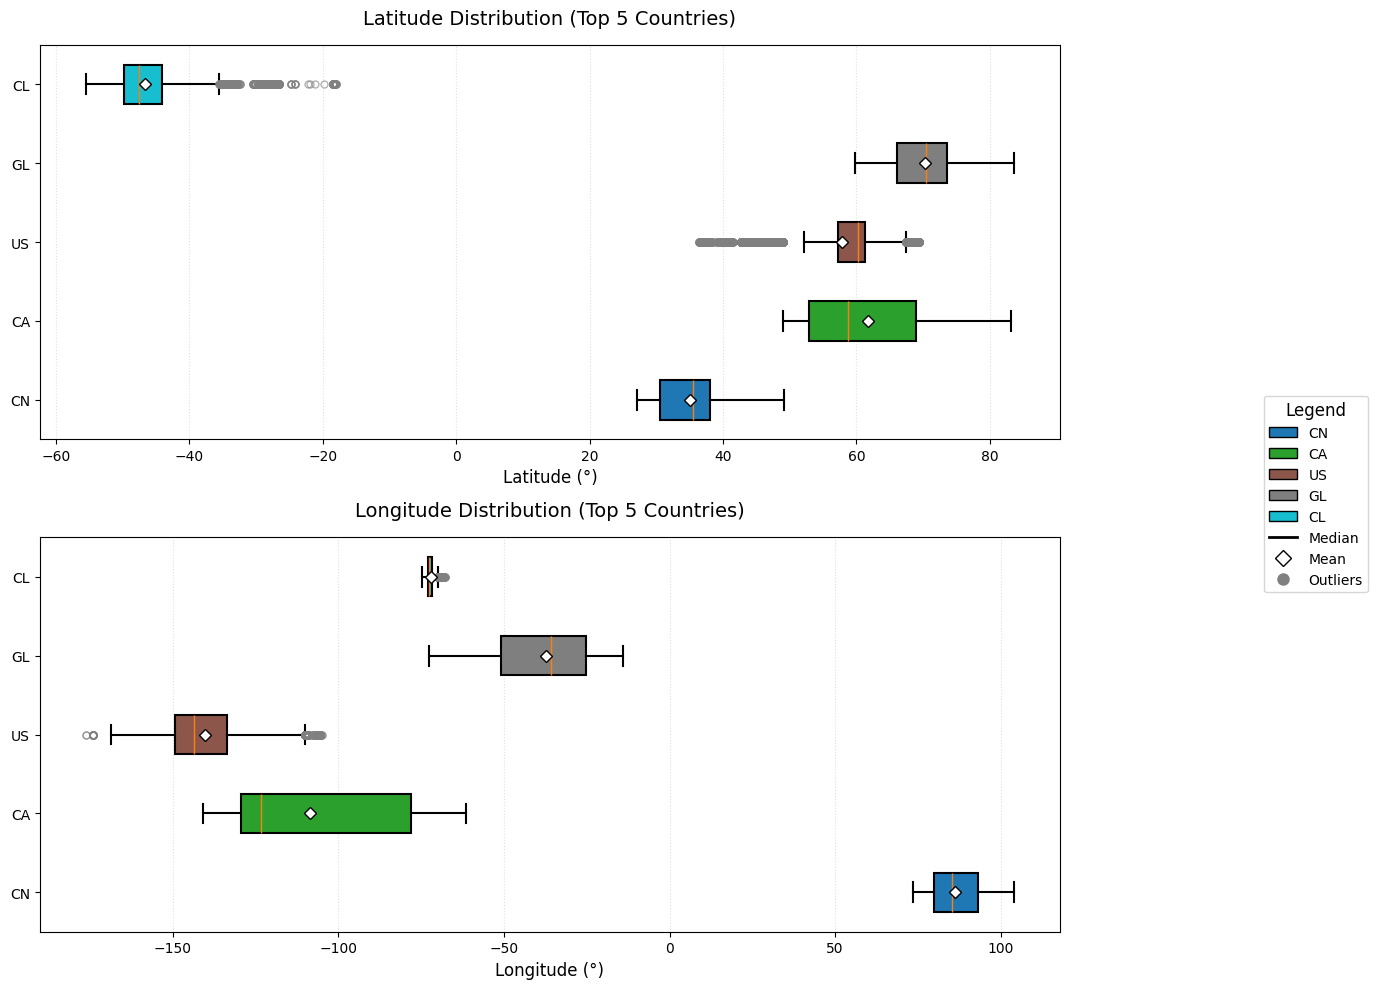 Latitude Distribution (Top 5 Countries)
CL
GL
US
CA
CN
−60 −40 −20 0 20 40 60 80
Latitude (°)
Longitude Distribution (Top 5 Countries)
CL
GL
US
CA
CN
−150 −100 −50 0 50 100
Longitude (°)
Legend
CN
CA
US
GL
CL
Median
Mean
Outliers